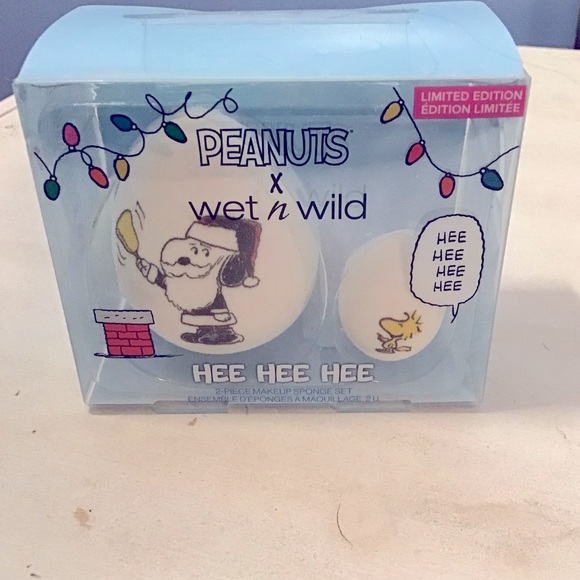 LIMITED EDITION
ÉDITION LIMITÉE
PEANUTS
X
wet n wild
HEE
HEE
HEE
HEE
HEE HEE HEE
2-PIECE MAKEUP SPONGE SET
ENSEMBLE D'ÉPONGES À MAQUILLAGE, 2 U